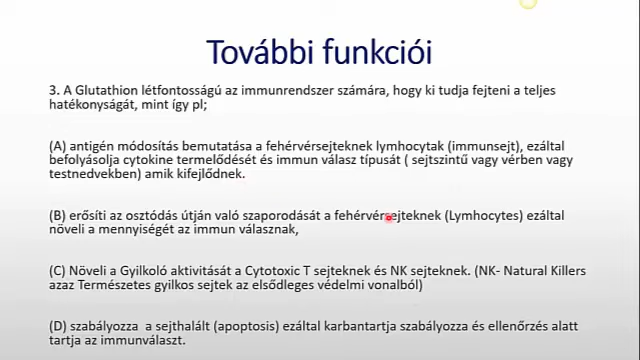 További funkciói
3. A Glutathion létfontosságú az immunrendszer számára, hogy ki tudja fejteni a teljes
hatékonyságát, mint így pl;
(A) antigén módosítás bemutatása a fehérvérsejteknek lymhocytak (immunsejt), ezáltal
befolyásolja cytokine termelődését és immun válasz típusát ( sejtszintű vagy vérben vagy
testnedvekben) amik kifejlődnek.
(B) erősíti az osztódás útján való szaporodását a fehérvérsejteknek (Lymhocytes) ezáltal
növeli a mennyiségét az immun válasznak,
(C) Növeli a Gyilkoló aktivitását a Cytotoxic T sejteknek és NK sejteknek. (NK- Natural Killers
azaz Természetes gyilkos sejtek az elsődleges védelmi vonalból)
(D) szabályozza a sejthalált (apoptosis) ezáltal karbantartja szabályozza és ellenőrzés alatt
tartja az immunválaszt.